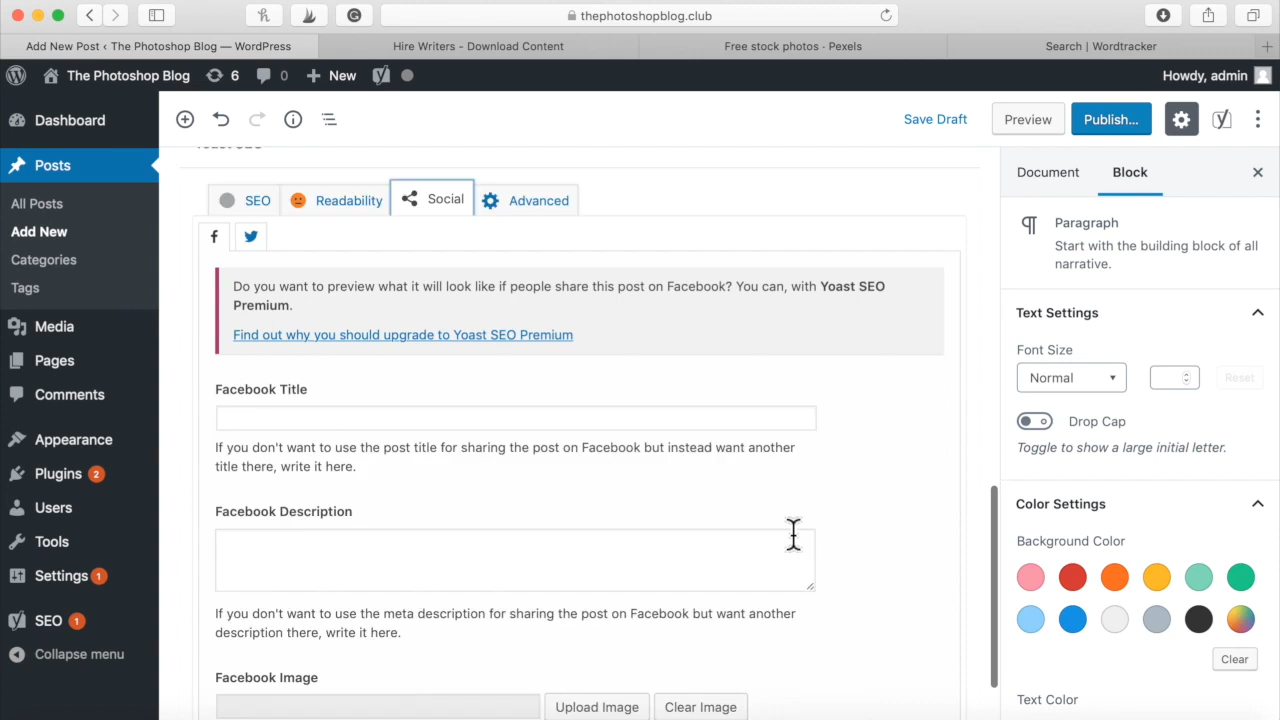 thephotoshopblog.club
Add New Post ‹ The Photoshop Blog — WordPress
Hire Writers - Download Content
Free stock photos · Pexels
Search | Wordtracker
The Photoshop Blog
6
0
New
Howdy, admin
Dashboard
Posts
All Posts
Add New
Categories
Tags
Media
Pages
Comments
Appearance
Plugins 2
Users
Tools
Settings 1
SEO 1
Collapse menu
Save Draft
Preview
Publish...
SEO
Readability
Social
Advanced
Do you want to preview what it will look like if people share this post on Facebook? You can, with Yoast SEO
Premium.
Find out why you should upgrade to Yoast SEO Premium
Facebook Title
If you don't want to use the post title for sharing the post on Facebook but instead want another
title there, write it here.
Facebook Description
If you don't want to use the meta description for sharing the post on Facebook but want another
description there, write it here.
Facebook Image
Upload Image
Clear Image
Document
Block
Paragraph
Start with the building block of all
narrative.
Text Settings
Font Size
Normal
Reset
Drop Cap
Toggle to show a large initial letter.
Color Settings
Background Color
Clear
Text Color